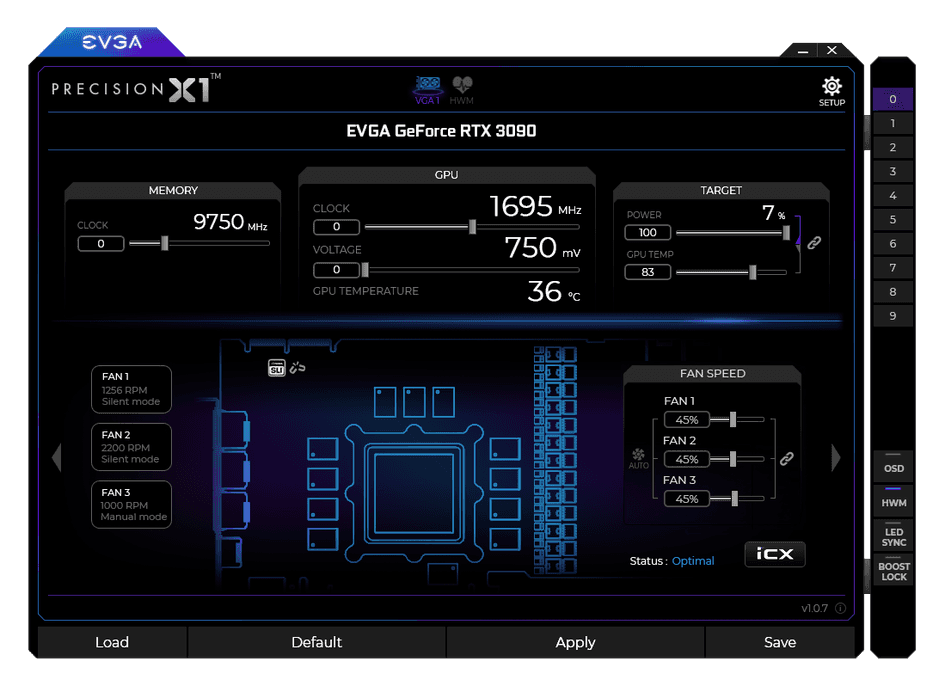 EVGA
PRECISION X1™
VGA1 HWM
SETUP
EVGA GeForce RTX 3090
MEMORY
CLOCK
9750 MHz
0
GPU
CLOCK
1695 MHz
0
VOLTAGE
750 mV
0
GPU TEMPERATURE
36 °C
TARGET
POWER
7 %
100
GPU TEMP
83
FAN 1
1256 RPM
Silent mode
FAN 2
2200 RPM
Silent mode
FAN 3
1000 RPM
Manual mode
FAN SPEED
FAN 1
45%
FAN 2
45%
AUTO
FAN 3
45%
Status : Optimal
iCX
v1.0.7
Load Default Apply Save
0
1
2
3
4
5
6
7
8
9
OSD
HWM
LED
SYNC
BOOST
LOCK